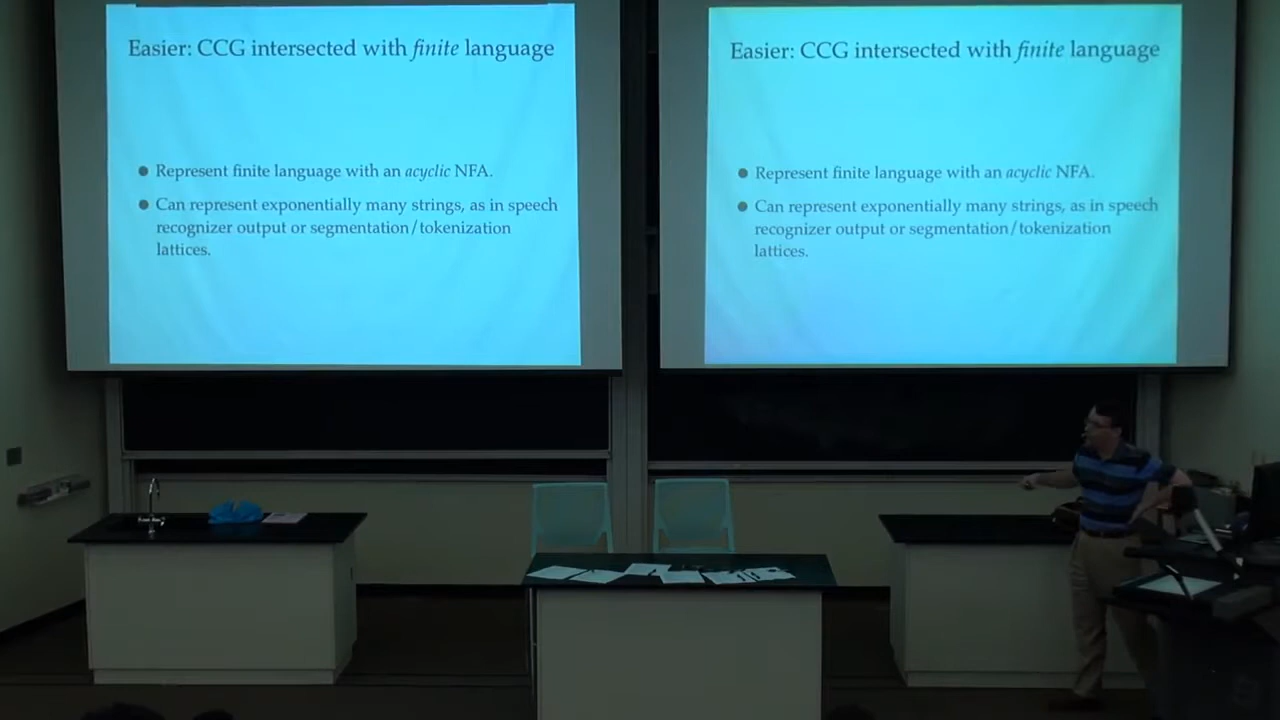 Easier: CCG intersected with finite language
● Represent finite language with an acyclic NFA.
● Can represent exponentially many strings, as in speech
recognizer output or segmentation/tokenization
lattices.
Easier: CCG intersected with finite language
● Represent finite language with an acyclic NFA.
● Can represent exponentially many strings, as in speech
recognizer output or segmentation/tokenization
lattices.